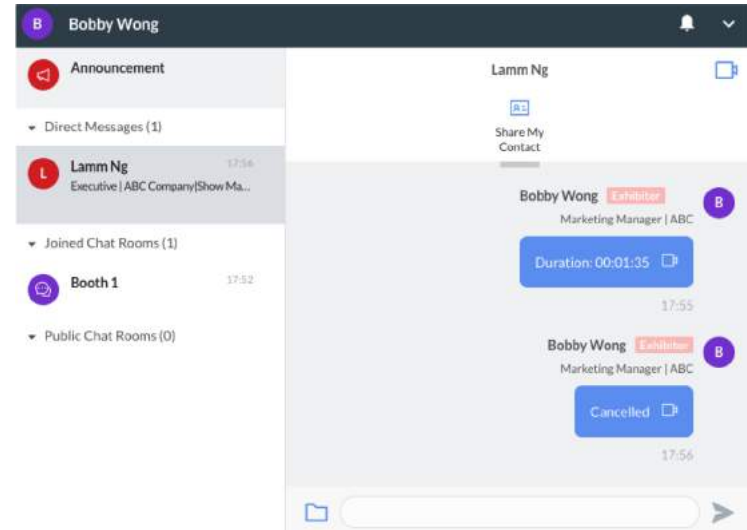 B Bobby Wong
Announcement
Direct Messages (1)
L Lamm Ng 17:56
Executive | ABC Company|Show Ma...
Joined Chat Rooms (1)
Booth 1 17:52
Public Chat Rooms (0)
Lamm Ng
Share My
Contact
Bobby Wong Exhibitor B
Marketing Manager | ABC
Duration: 00:01:35
17:55
Bobby Wong Exhibitor B
Marketing Manager | ABC
Cancelled
17:56